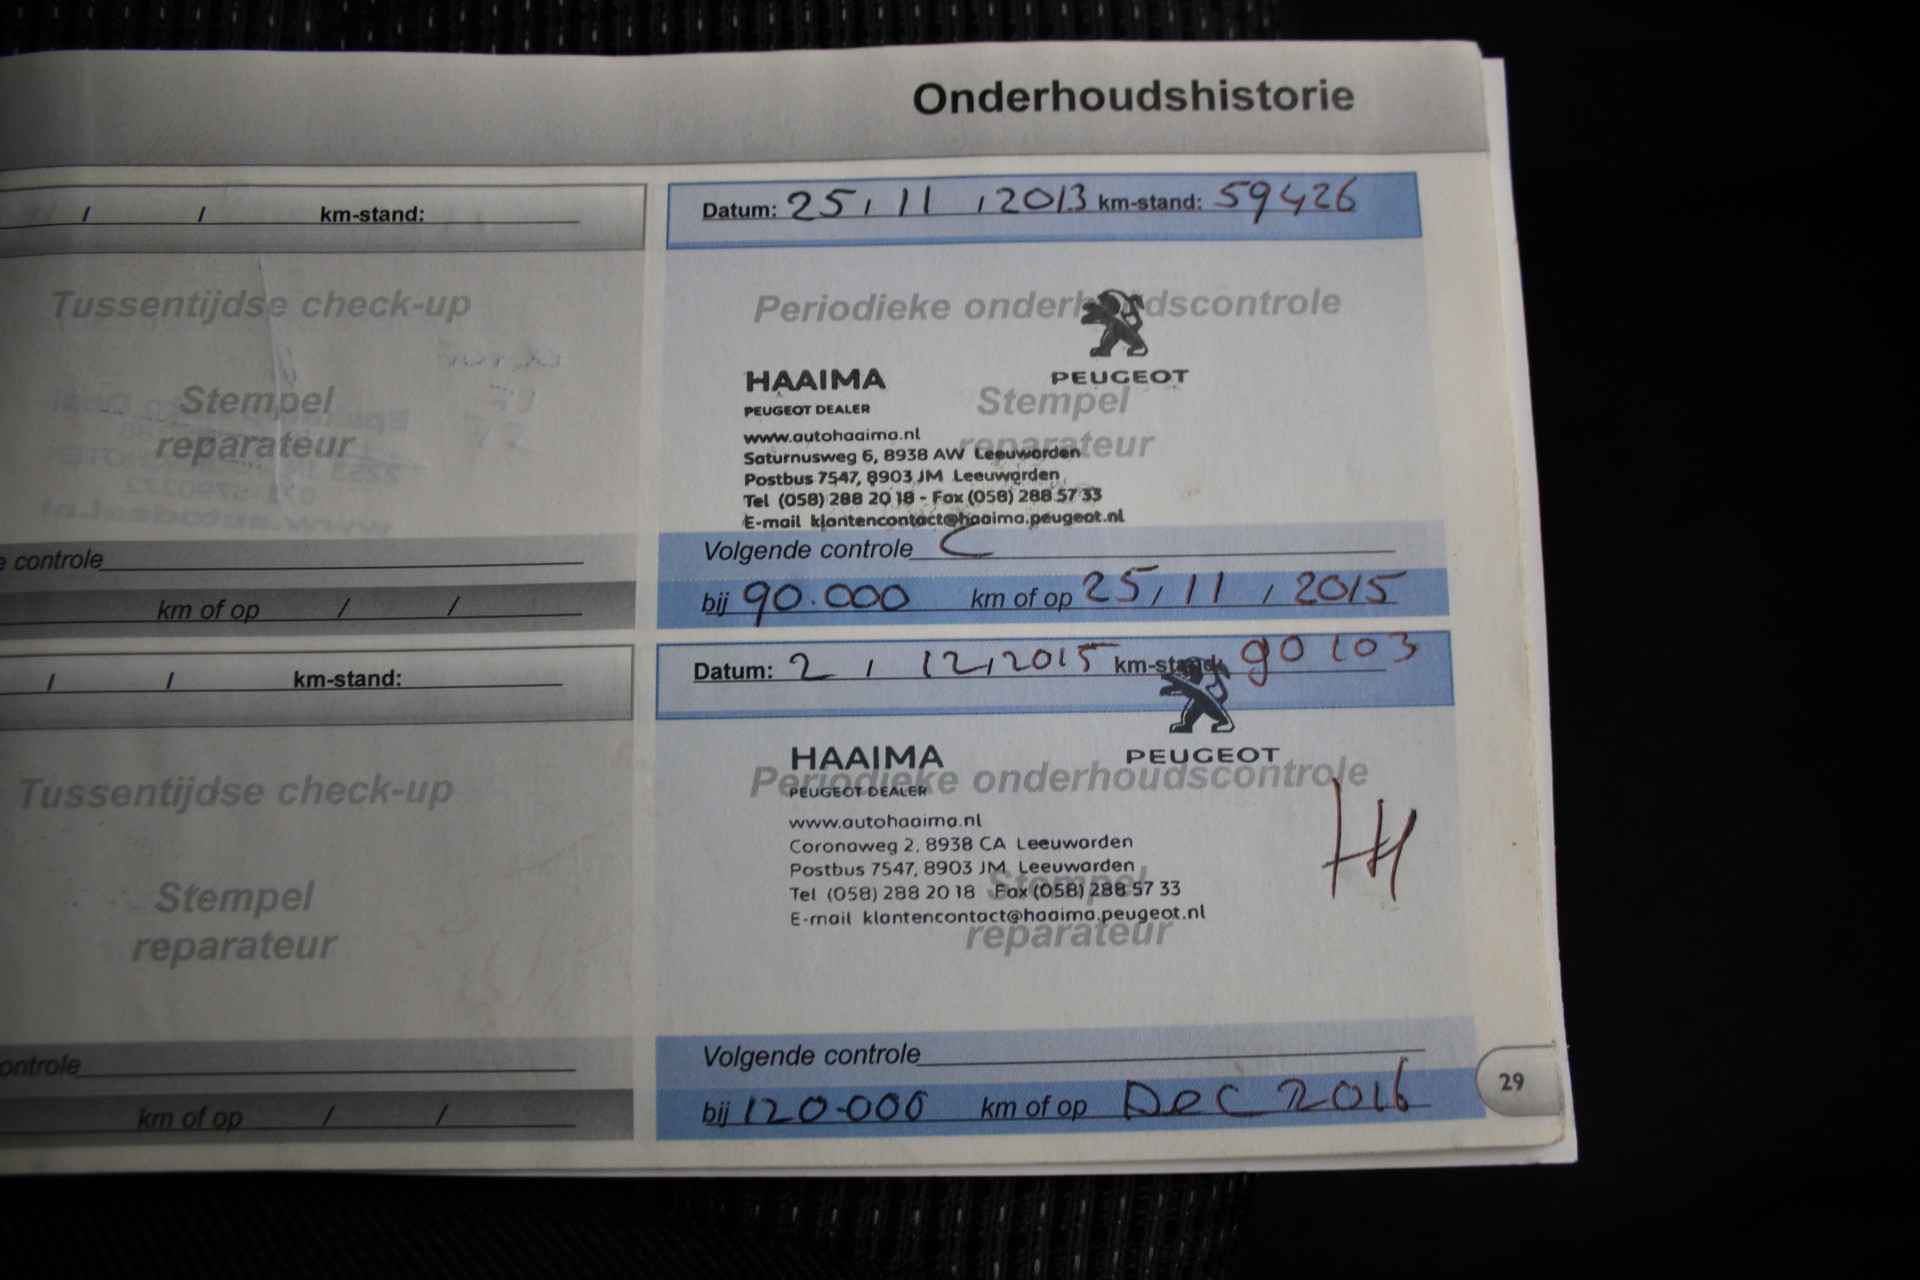 Onderhoudshistorie
/ / km-stand:
Tussentijdse check-up
Stempel
reparateur
controle
km of op / /
Datum: 25, 11, 2013 km-stand: 59426
Periodieke onderhoudscontrole
PEUGEOT
HAAIMA
PEUGEOT DEALER
Stempel
reparateur
www.autohaaima.nl
Saturnusweg 6, 8938 AW Leeuwarden
Postbus 7547, 8903 JM Leeuwarden
Tel (058) 288 20 18 - Fax (058) 288 57 33
E-mail klantencontact@haaima.peugeot.nl
Volgende controle C
bij 90.000 km of op 25, 11, 2015
/ / km-stand:
Tussentijdse check-up
Stempel
reparateur
ontrole
km of op / /
Datum: 2, 12, 2015 km-stand: 90103
HAAIMA
PEUGEOT
Periodieke onderhoudscontrole
PEUGEOT DEALER
www.autohaaima.nl
Coronaweg 2, 8938 CA Leeuwarden
Postbus 7547, 8903 JM Leeuwarden
Stempel
Tel (058) 288 20 18 Fax (058) 288 57 33
E-mail klantencontact@haaima.peugeot.nl
reparateur
Volgende controle
bij 120.000 km of op Dec 2016
29